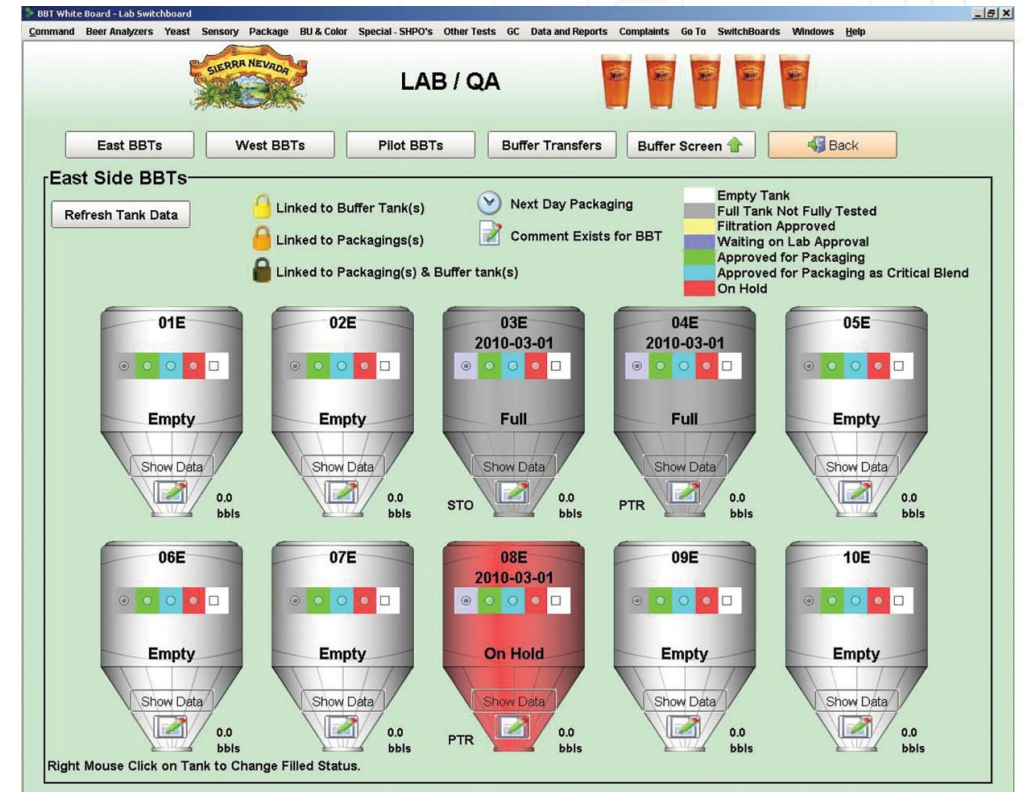 BBT White Board - Lab Switchboard
Command Beer Analyzers Yeast Sensory Package BU & Color Special - SHPO's Other Tests GC Data and Reports Complaints Go To SwitchBoards Windows Help
SIERRA NEVADA
LAB / QA
East BBTs West BBTs Pilot BBTs Buffer Transfers Buffer Screen Back
East Side BBTs
Refresh Tank Data
Linked to Buffer Tank(s)
Linked to Packagings(s)
Linked to Packaging(s) & Buffer tank(s)
Next Day Packaging
Comment Exists for BBT
Empty Tank
Full Tank Not Fully Tested
Filtration Approved
Waiting on Lab Approval
Approved for Packaging
Approved for Packaging as Critical Blend
On Hold
01E 02E 03E 04E 05E
2010-03-01 2010-03-01
Empty Empty Full Full Empty
Show Data Show Data Show Data Show Data Show Data
0.0 0.0 STO 0.0 PTR 0.0 0.0
bbls bbls bbls bbls bbls
06E 07E 08E 09E 10E
2010-03-01
Empty Empty On Hold Empty Empty
Show Data Show Data Show Data Show Data Show Data
0.0 0.0 PTR 0.0 0.0 0.0
bbls bbls bbls bbls bbls
Right Mouse Click on Tank to Change Filled Status.